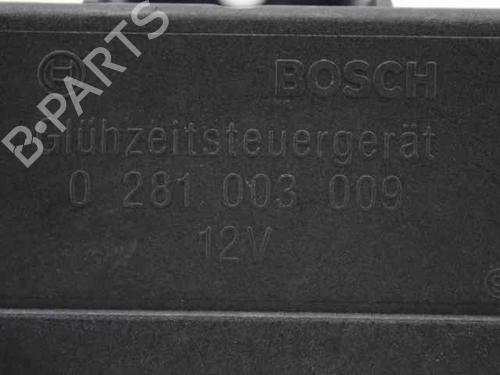 BOSCH
Glühzeitsteuergerät
0 281 003 009
12V
B-PARTS